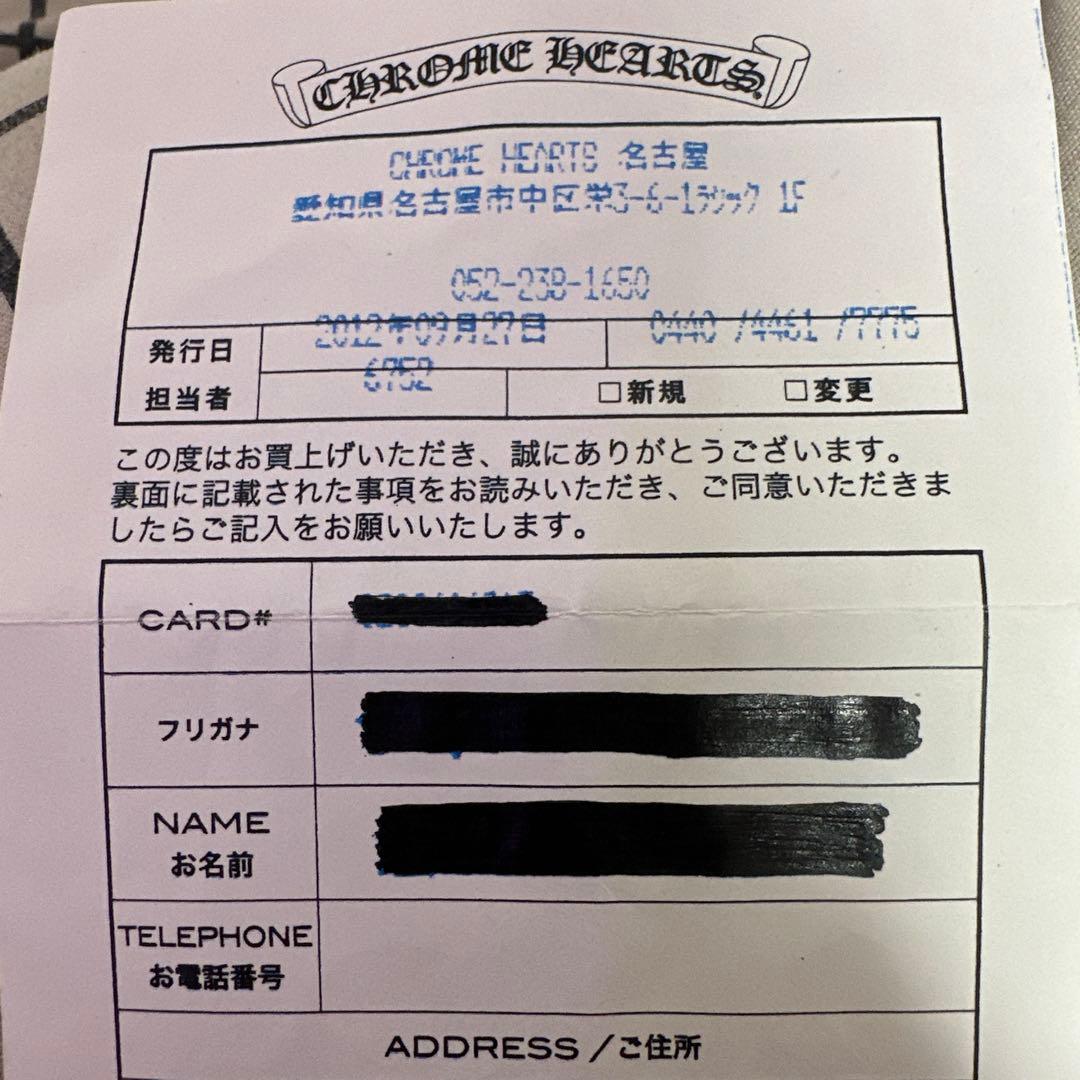 CHROME HEARTS
CHROME HEARTS 名古屋
愛知県名古屋市中区栄3-6-1ラシック 1F
052-238-1650
発行日 2012年09月27日 0440 /4461 /7775
担当者 6752 □新規 □変更
この度はお買上げいただき、誠にありがとうございます。
裏面に記載された事項をお読みいただき、ご同意いただきま
したらご記入をお願いいたします。
CARD#
フリガナ
NAME
お名前
TELEPHONE
お電話番号
ADDRESS／ご住所